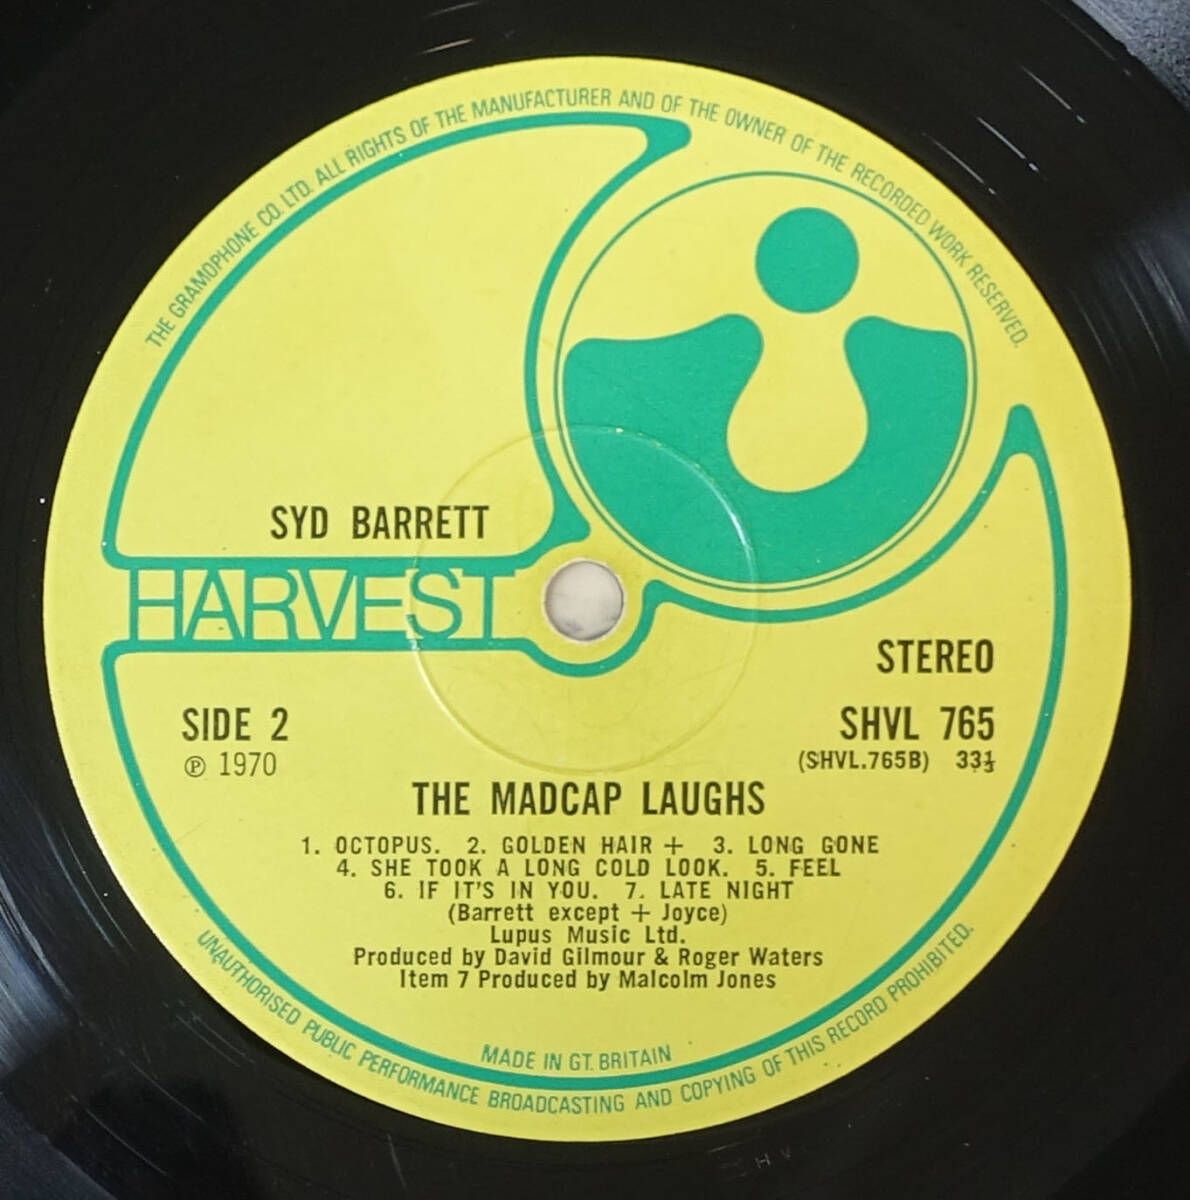 THE GRAMOPHONE CO. LTD. ALL RIGHTS OF THE MANUFACTURER AND OF THE OWNER OF THE RECORDED WORK RESERVED.
SYD BARRETT
HARVEST
STEREO
SIDE 2
SHVL 765
℗ 1970
(SHVL.765B) 33⅓
THE MADCAP LAUGHS
1. OCTOPUS. 2. GOLDEN HAIR + 3. LONG GONE
4. SHE TOOK A LONG COLD LOOK. 5. FEEL
6. IF IT'S IN YOU. 7. LATE NIGHT
(Barrett except + Joyce)
Lupus Music Ltd.
Produced by David Gilmour & Roger Waters
Item 7 Produced by Malcolm Jones
MADE IN GT. BRITAIN
UNAUTHORISED PUBLIC PERFORMANCE BROADCASTING AND COPYING OF THIS RECORD PROHIBITED.